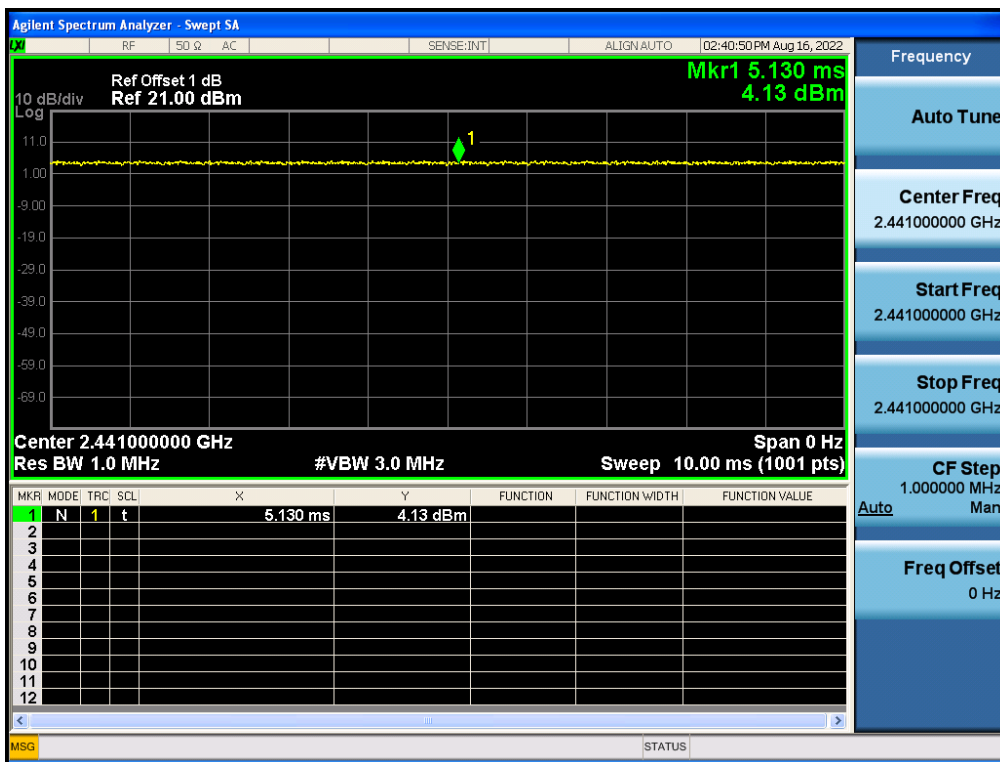 Agilent Spectrum Analyzer - Swept SA
LXI RF 50 Ω AC SENSE:INT ALIGN AUTO 02:40:50 PM Aug 16, 2022
Frequency
Mkr1 5.130 ms
4.13 dBm
Ref Offset 1 dB
10 dB/div Ref 21.00 dBm
Log
11.0
1
1.00
-9.00
-19.0
-29.0
-39.0
-49.0
-59.0
-69.0
Center 2.441000000 GHz Span 0 Hz
Res BW 1.0 MHz #VBW 3.0 MHz Sweep 10.00 ms (1001 pts)
MKR MODE TRC SCL X Y FUNCTION FUNCTION WIDTH FUNCTION VALUE
1 N 1 t 5.130 ms 4.13 dBm
2
3
4
5
6
7
8
9
10
11
12
MSG STATUS
Auto Tune
Center Freq
2.441000000 GHz
Start Freq
2.441000000 GHz
Stop Freq
2.441000000 GHz
CF Step
1.000000 MHz
Auto Man
Freq Offset
0 Hz